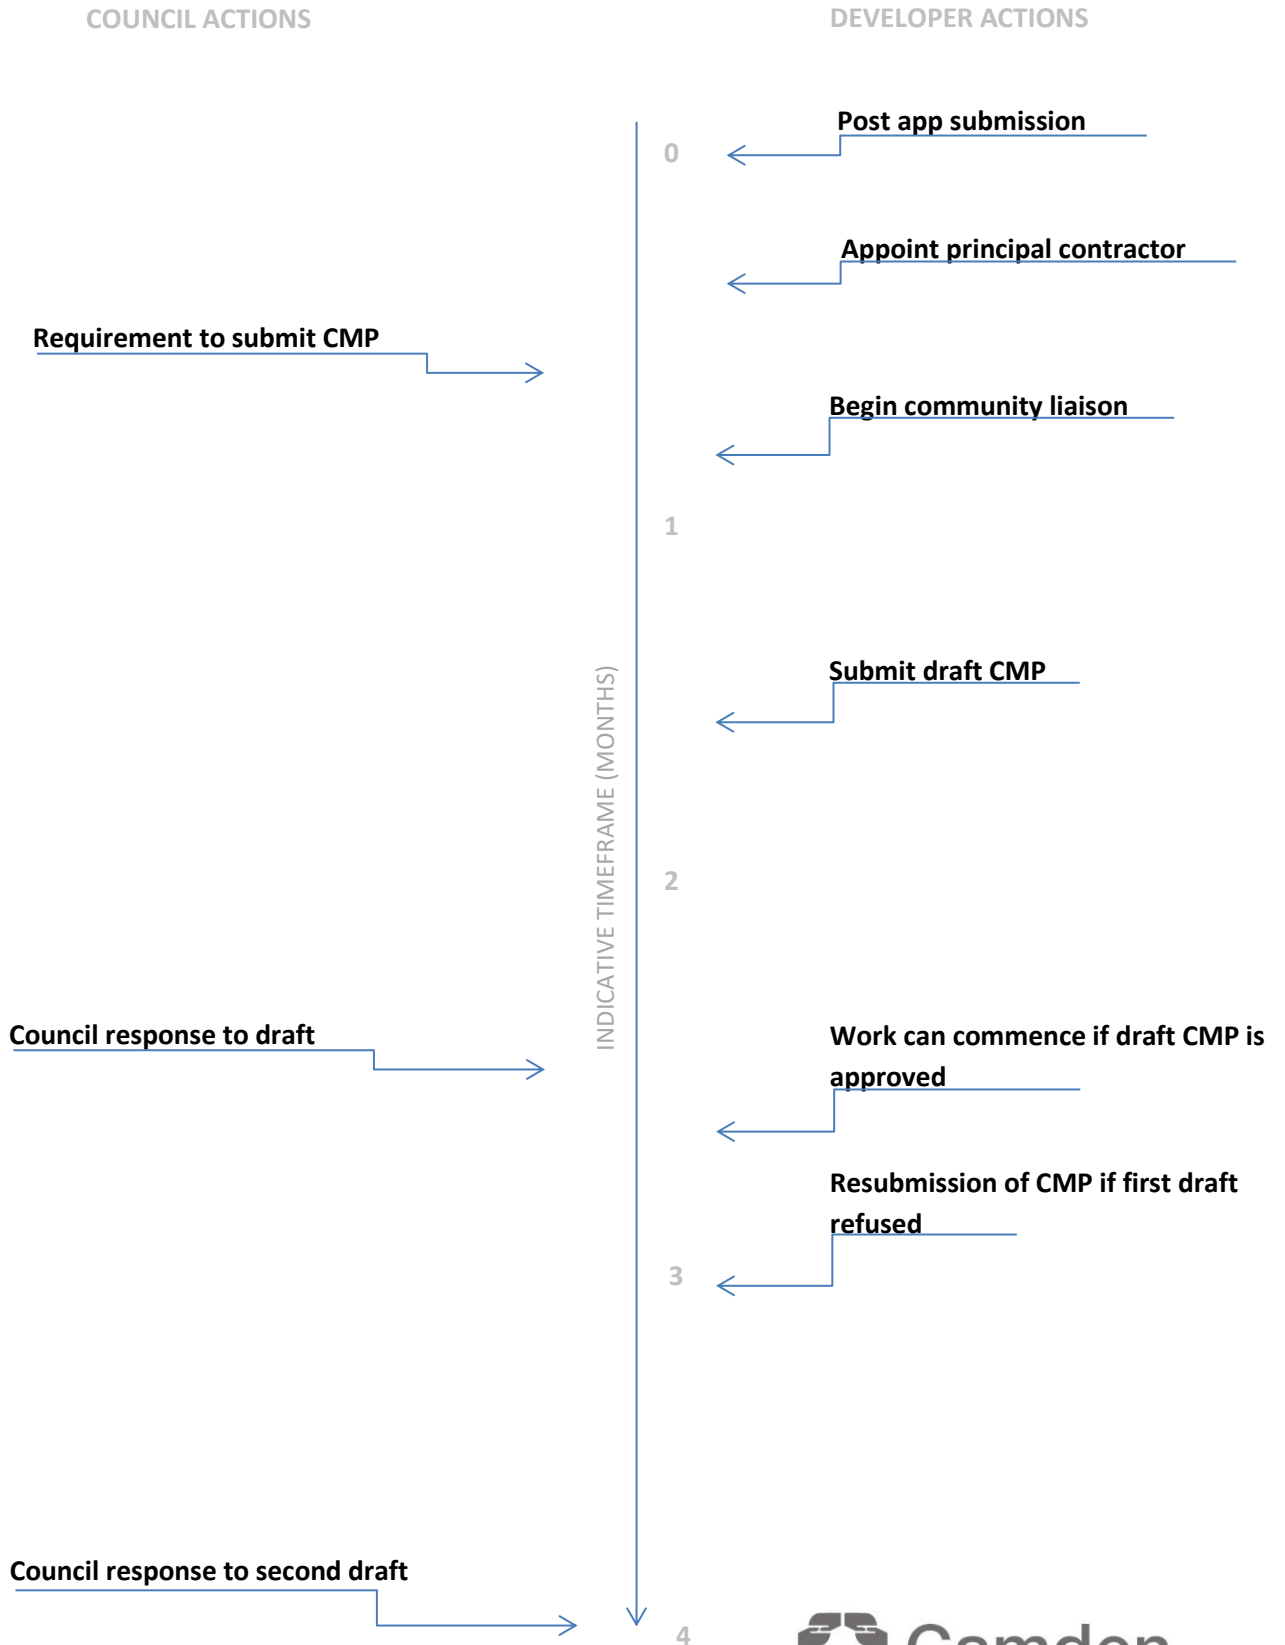 COUNCIL ACTIONS
DEVELOPER ACTIONS
Post app submission
0
Appoint principal contractor
Requirement to submit CMP
Begin community liaison
1
Submit draft CMP
INDICATIVE TIMEFRAME (MONTHS)
2
Council response to draft
Work can commence if draft CMP is
approved
Resubmission of CMP if first draft
refused
3
Council response to second draft
4
Camden